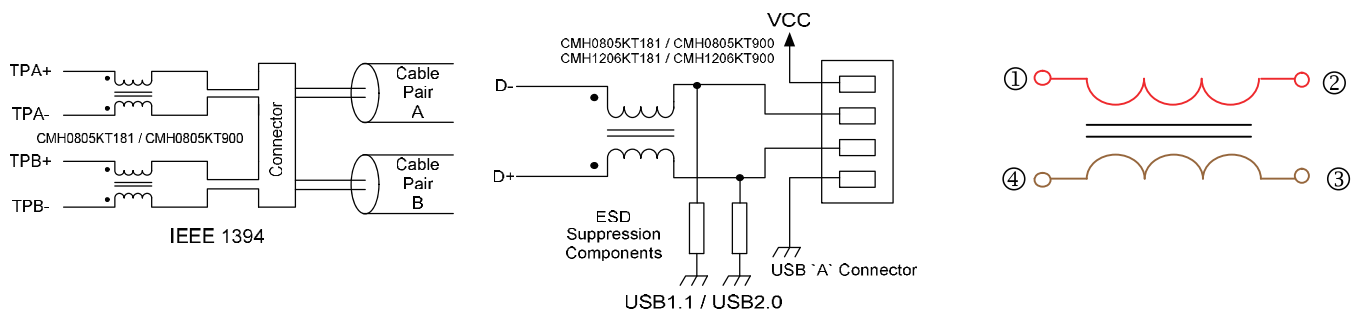 TPA+
TPA-
CMH0805KT181 / CMH0805KT900
TPB+
TPB-
Connector
Cable
Pair
A
Cable
Pair
B
IEEE 1394
VCC
CMH0805KT181 / CMH0805KT900
CMH1206KT181 / CMH1206KT900
D-
D+
ESD
Suppression
Components
USB `A` Connector
USB1.1 / USB2.0
①
②
④
③